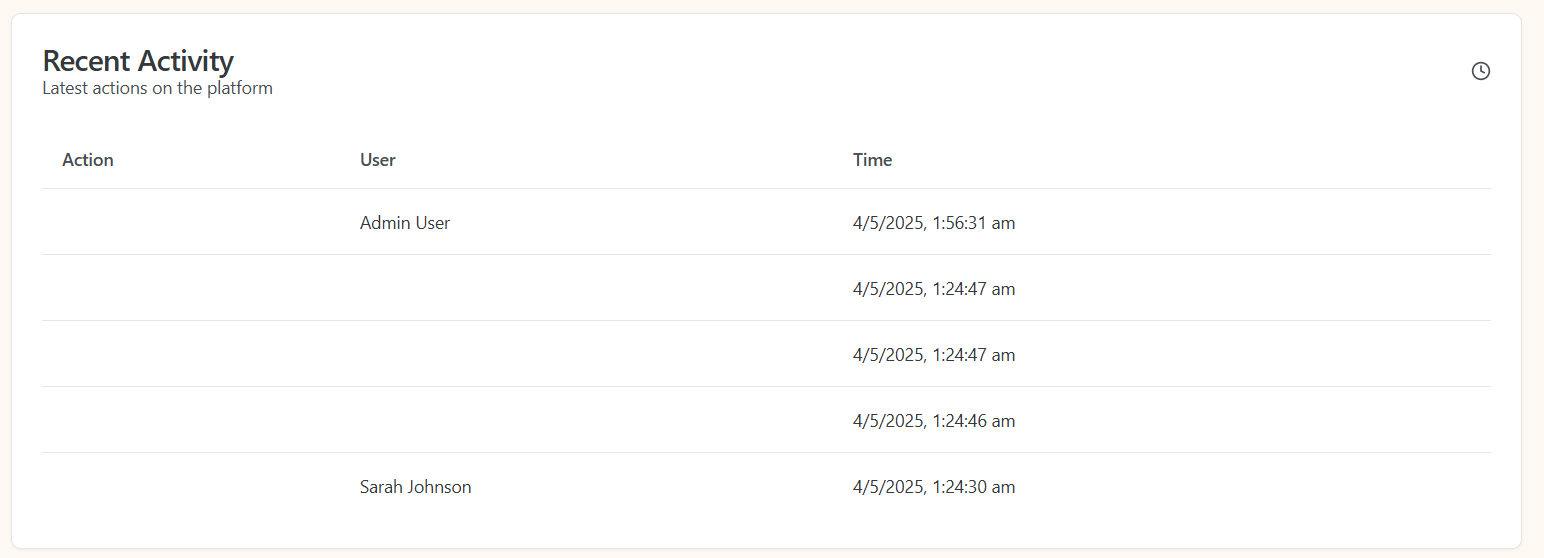 Recent Activity
Latest actions on the platform
Action User Time
Admin User 4/5/2025, 1:56:31 am
4/5/2025, 1:24:47 am
4/5/2025, 1:24:47 am
4/5/2025, 1:24:46 am
Sarah Johnson 4/5/2025, 1:24:30 am